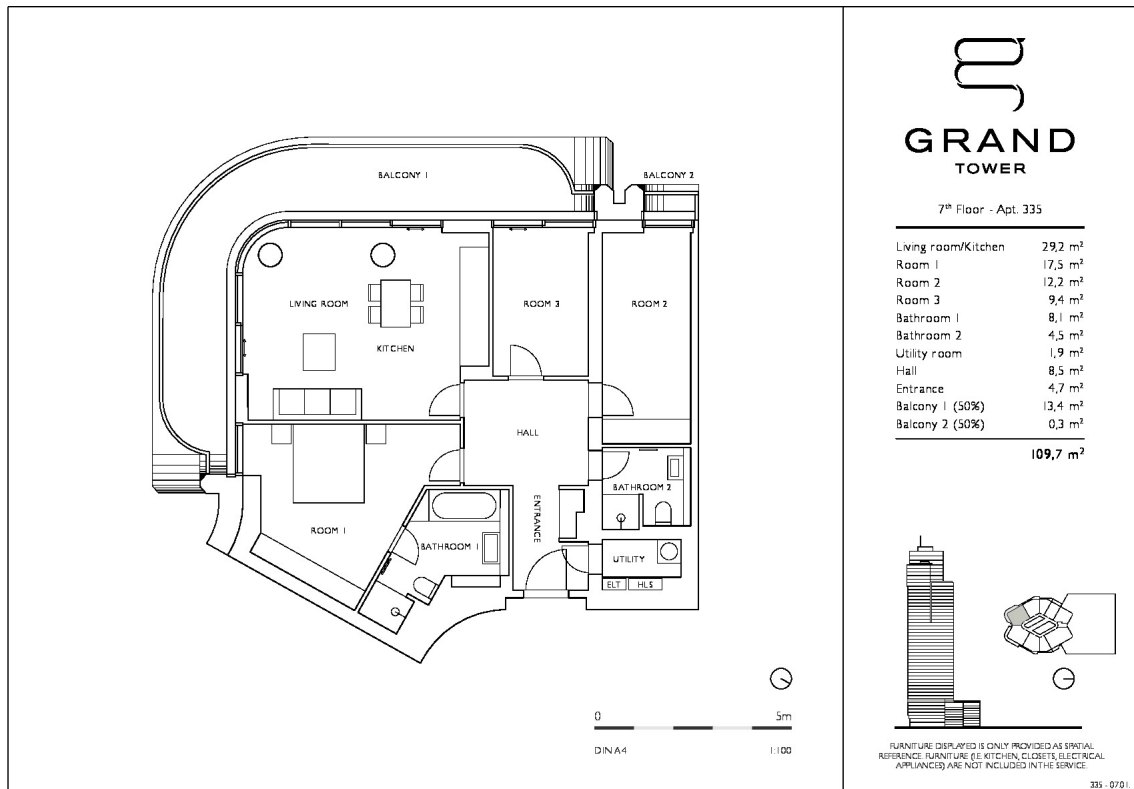 BALCONY 1
BALCONY 2
LIVING ROOM
ROOM 3
ROOM 2
KITCHEN
HALL
ENTRANCE
BATHROOM 2
ROOM 1
BATHROOM 1
UTILITY
ELT
HLS
0
5m
DIN A4
1:100
GRAND
TOWER
7th Floor - Apt. 335
Living room/Kitchen 29,2 m²
Room 1 17,5 m²
Room 2 12,2 m²
Room 3 9,4 m²
Bathroom 1 8,1 m²
Bathroom 2 4,5 m²
Utility room 1,9 m²
Hall 8,5 m²
Entrance 4,7 m²
Balcony 1 (50%) 13,4 m²
Balcony 2 (50%) 0,3 m²
109,7 m²
FURNITURE DISPLAYED IS ONLY PROVIDED AS SPATIAL
REFERENCE. FURNITURE (I.E. KITCHEN, CLOSETS, ELECTRICAL
APPLIANCES) ARE NOT INCLUDED IN THE SERVICE.
335 - 07.01.